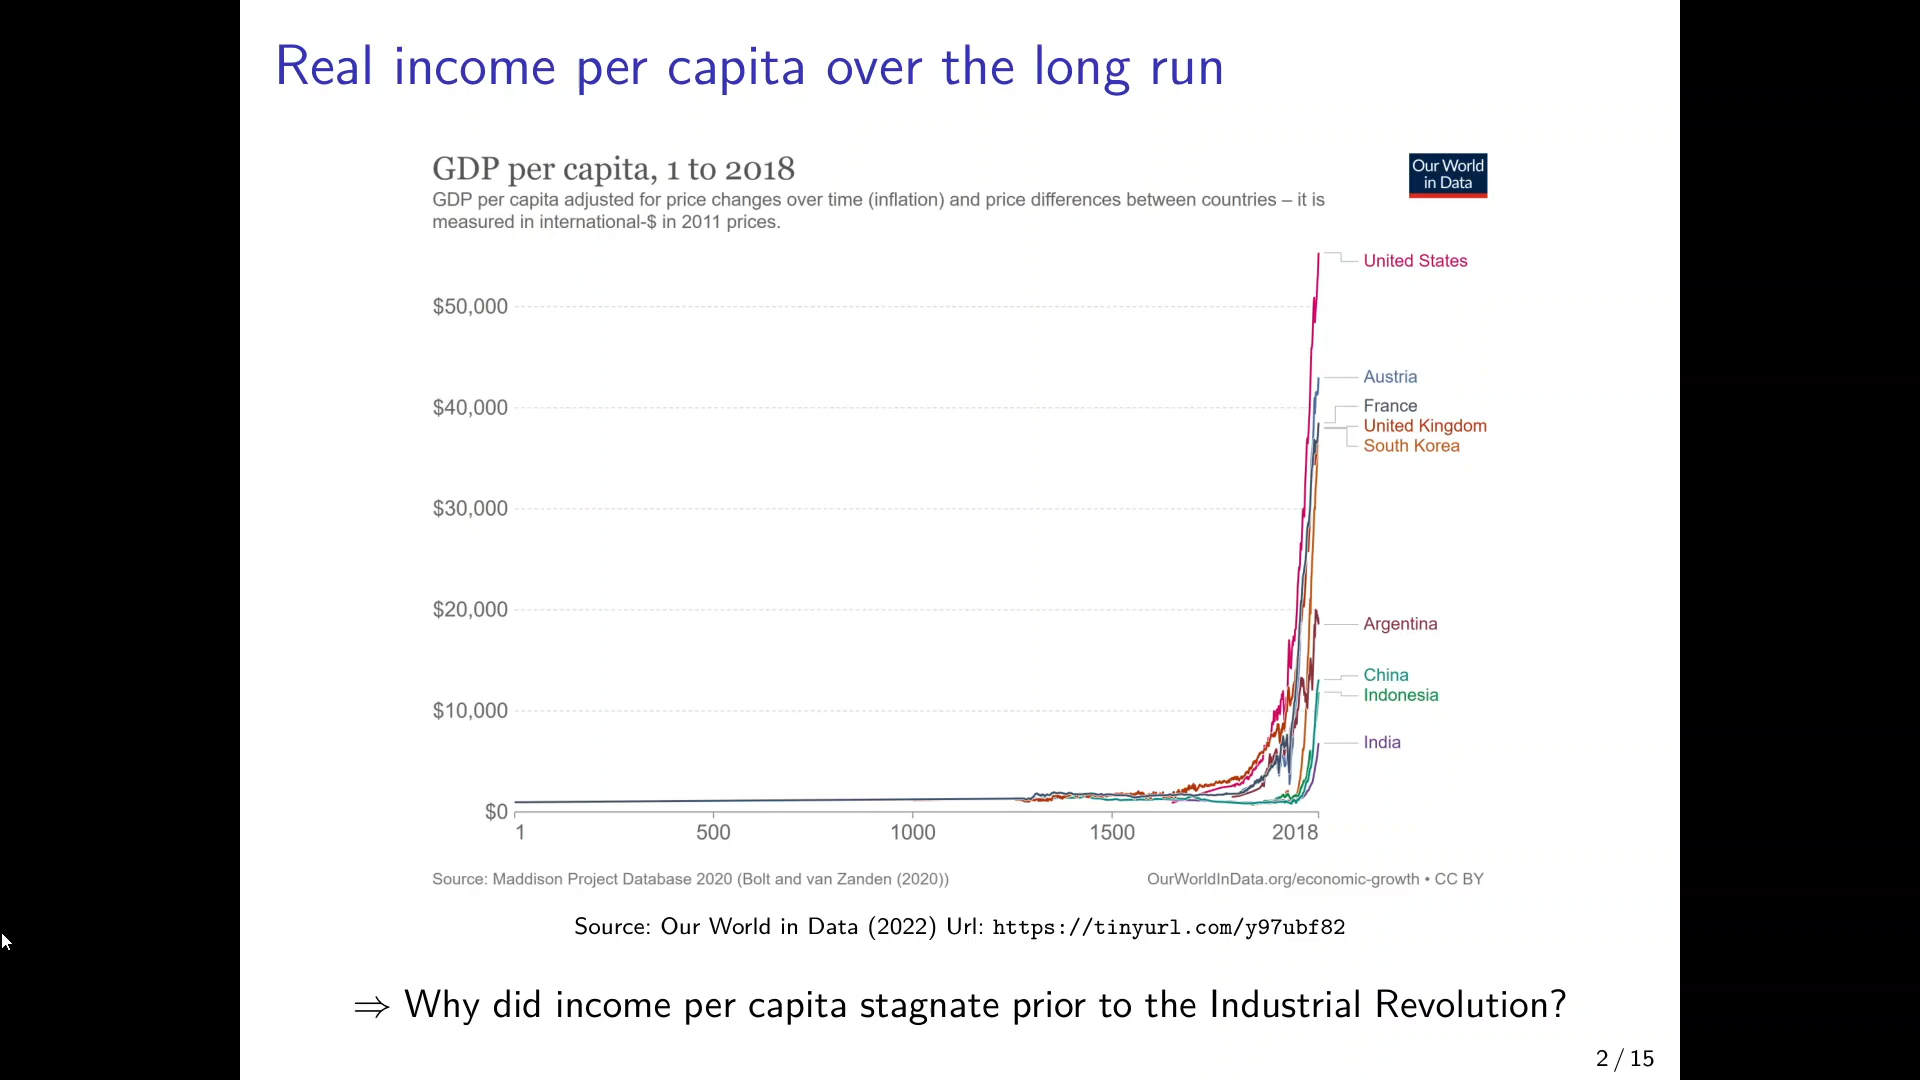 Real income per capita over the long run
GDP per capita, 1 to 2018
Our World
in Data
GDP per capita adjusted for price changes over time (inflation) and price differences between countries – it is
measured in international-$ in 2011 prices.
United States
$50,000
Austria
$40,000
France
United Kingdom
South Korea
$30,000
$20,000
Argentina
China
Indonesia
$10,000
India
$0
1 500 1000 1500 2018
Source: Maddison Project Database 2020 (Bolt and van Zanden (2020)) OurWorldInData.org/economic-growth • CC BY
Source: Our World in Data (2022) Url: https://tinyurl.com/y97ubf82
⇒ Why did income per capita stagnate prior to the Industrial Revolution?
2 / 15